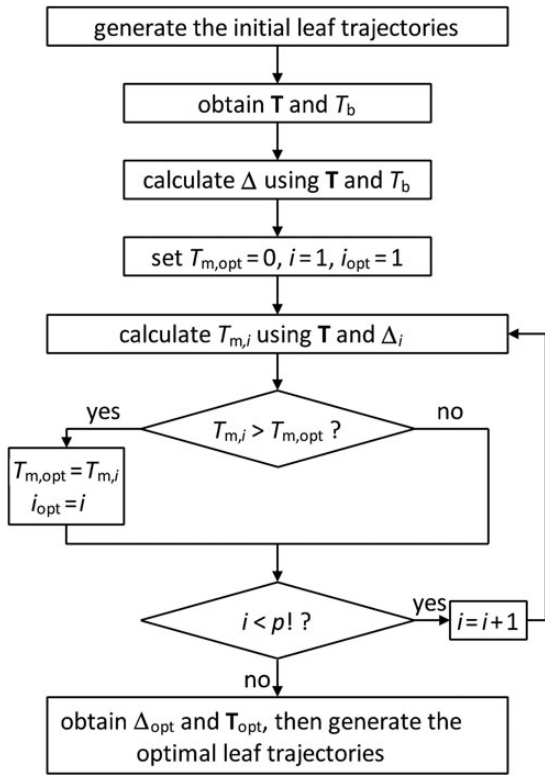 generate the initial leaf trajectories
obtain T and Tb
calculate Δ using T and Tb
set Tm,opt = 0, i = 1, iopt = 1
calculate Tm,i using T and Δi
yes
no
Tm,i > Tm,opt ?
Tm,opt = Tm,i
iopt = i
i < p! ?
yes
i = i + 1
no
obtain Δopt and Topt, then generate the
optimal leaf trajectories